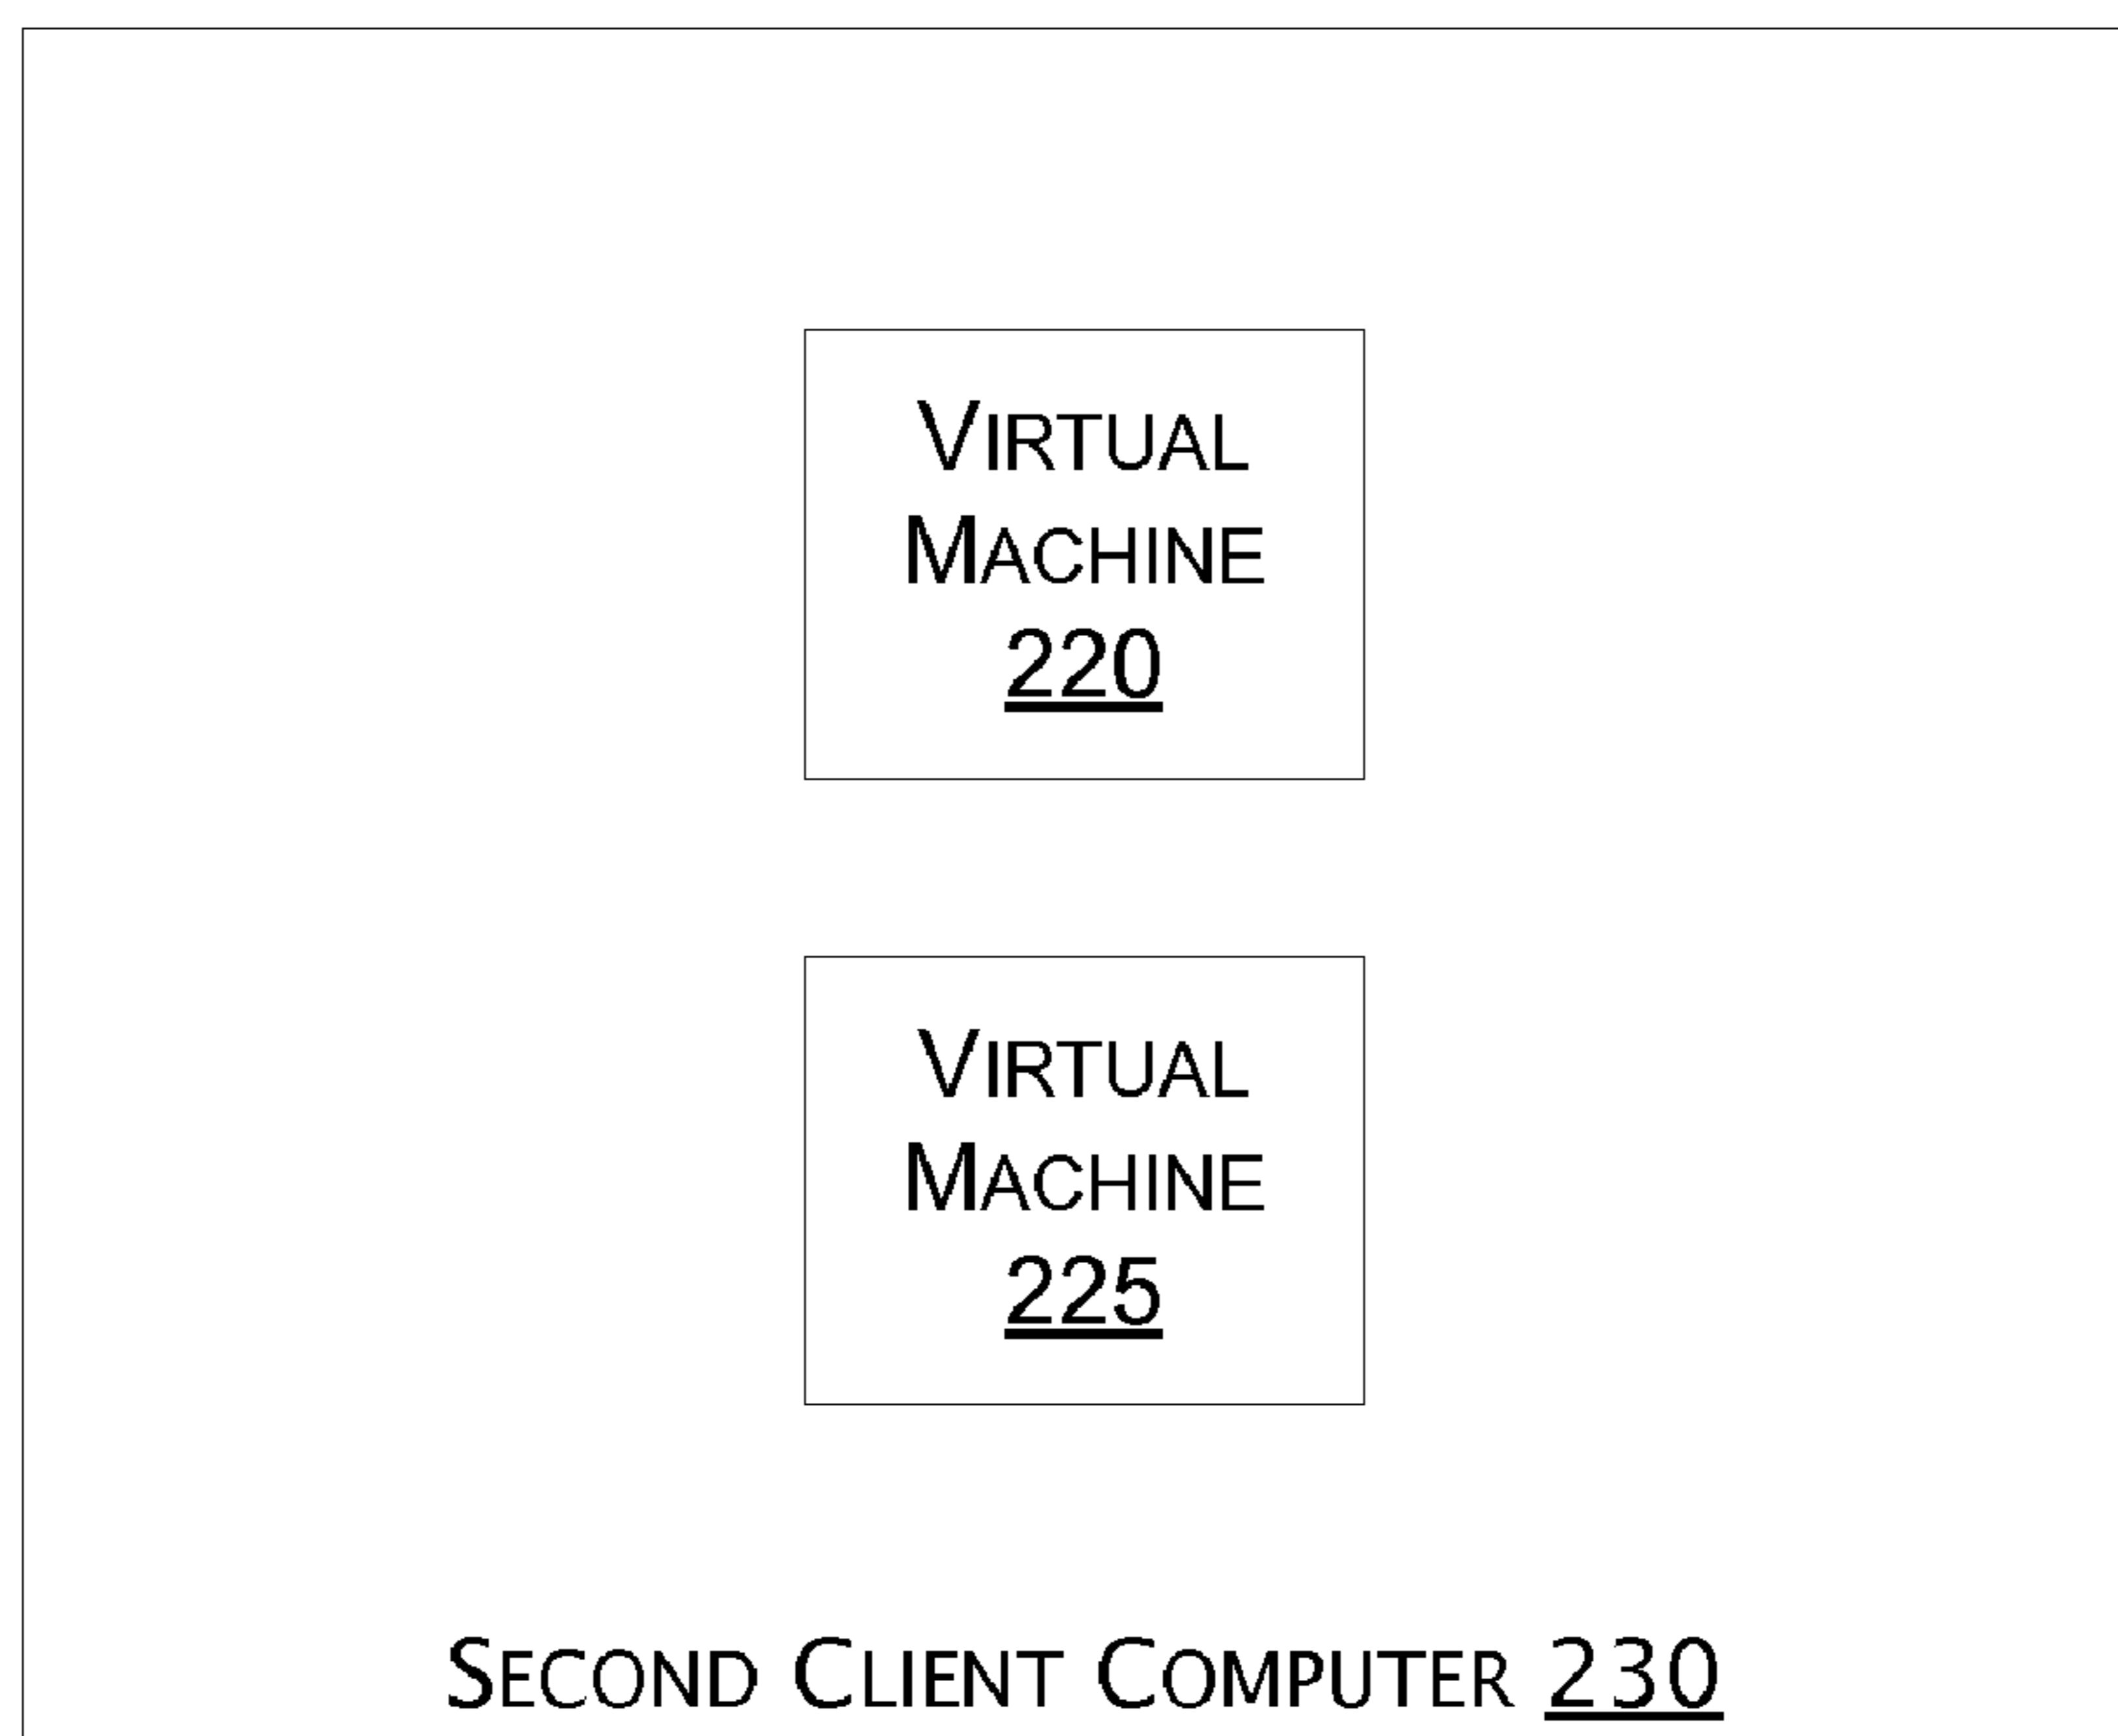 VIRTUAL
MACHINE
220
VIRTUAL
MACHINE
225
SECOND CLIENT COMPUTER 230